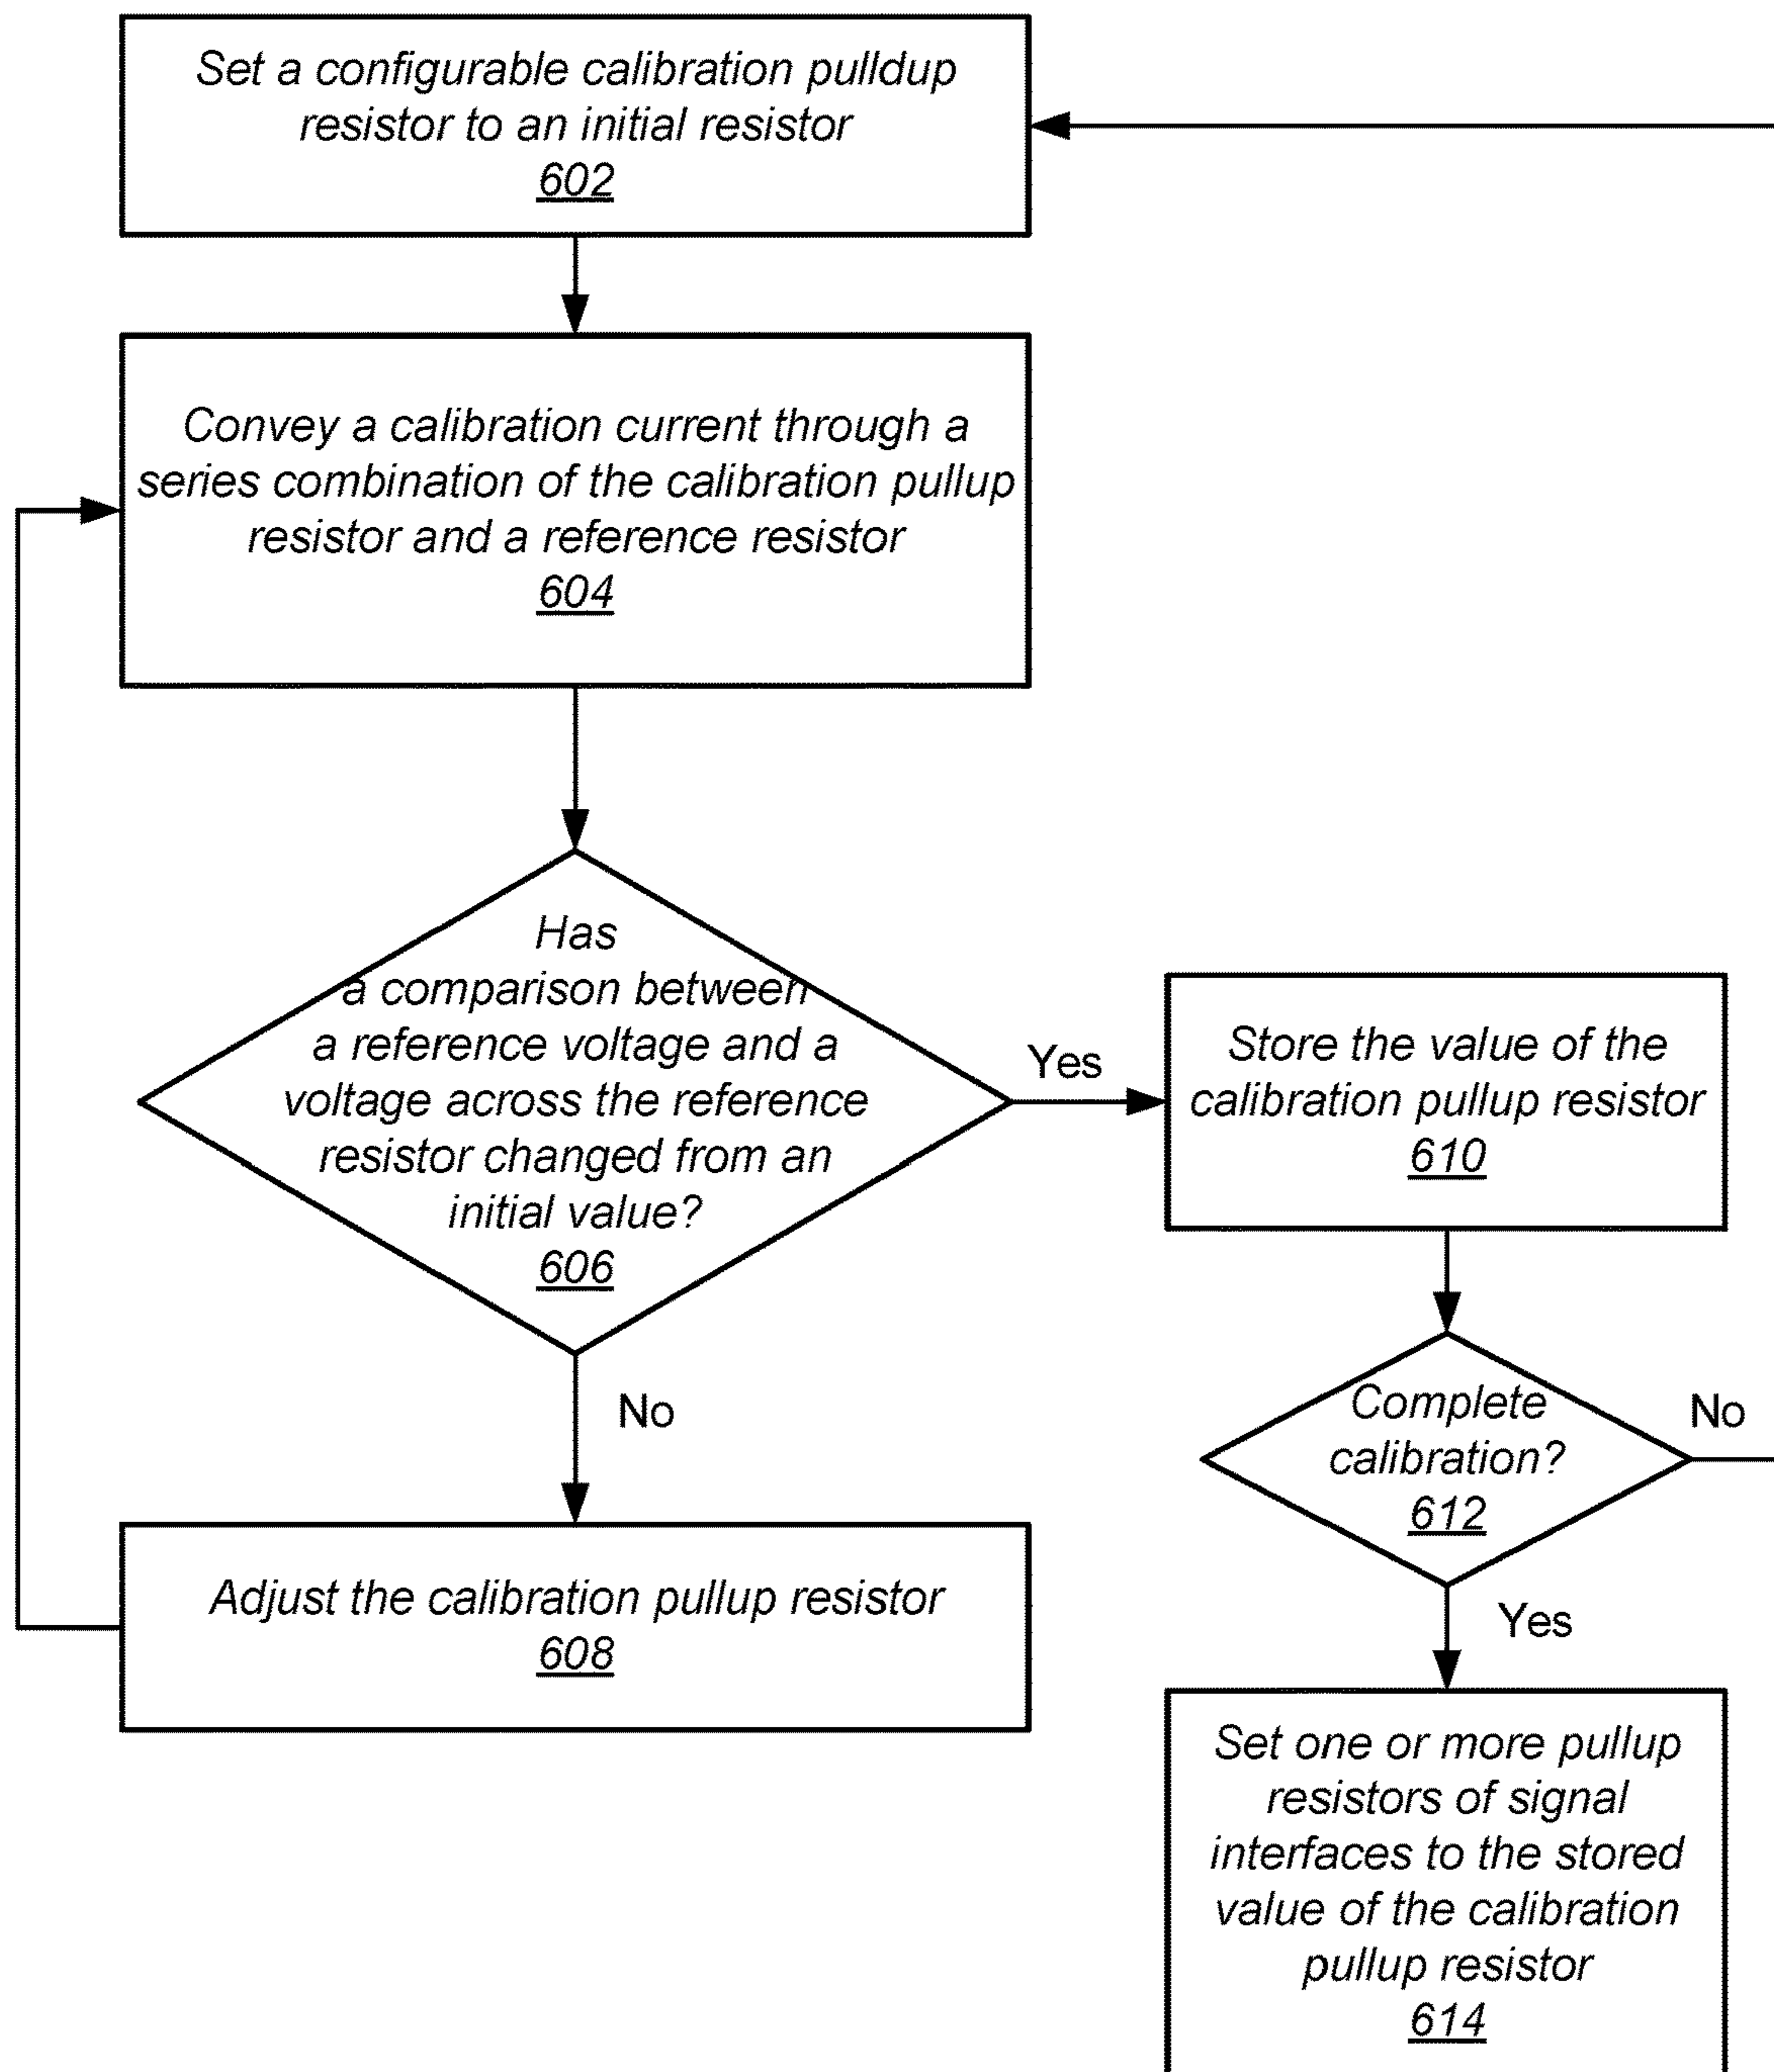 Set a configurable calibration pulldup
resistor to an initial resistor
602
Convey a calibration current through a
series combination of the calibration pullup
resistor and a reference resistor
604
Has
a comparison between
a reference voltage and a
voltage across the reference
resistor changed from an
initial value?
606
Yes
No
Adjust the calibration pullup resistor
608
Store the value of the
calibration pullup resistor
610
Complete
calibration?
612
No
Yes
Set one or more pullup
resistors of signal
interfaces to the stored
value of the calibration
pullup resistor
614